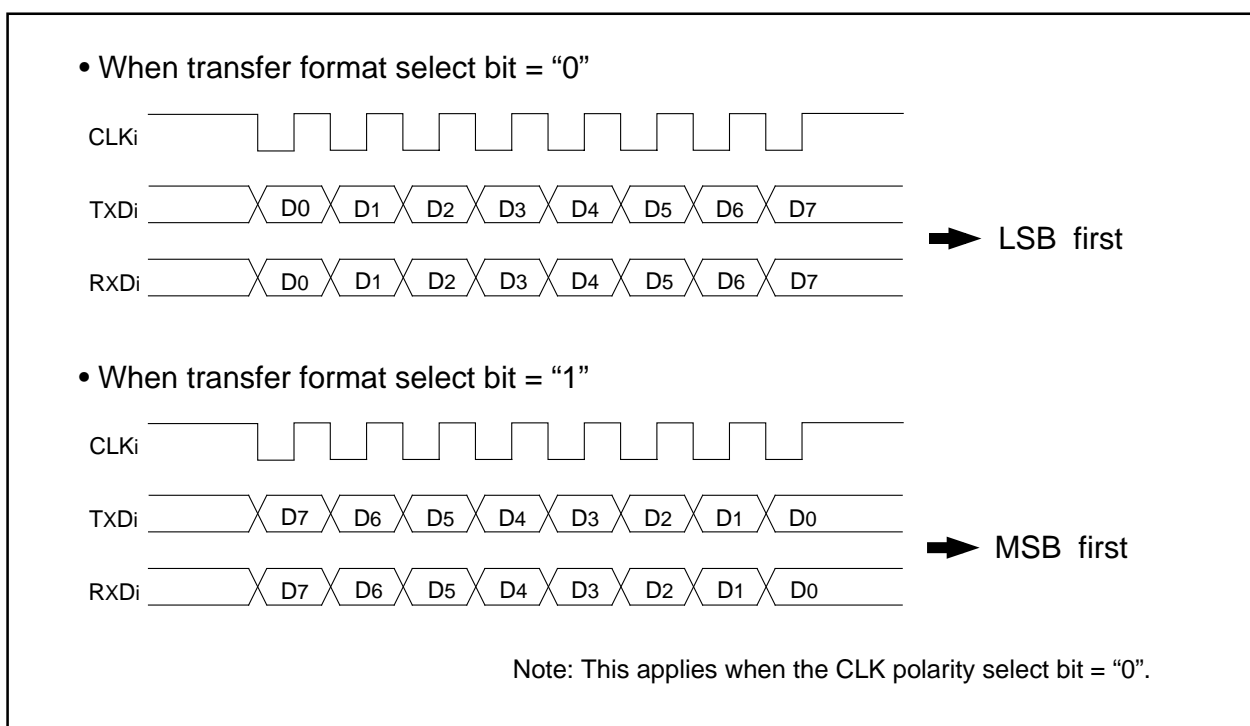 • When transfer format select bit = “0”
CLKi
TXDi D0 D1 D2 D3 D4 D5 D6 D7
LSB first
RXDi D0 D1 D2 D3 D4 D5 D6 D7
• When transfer format select bit = “1”
CLKi
TXDi D7 D6 D5 D4 D3 D2 D1 D0
MSB first
RXDi D7 D6 D5 D4 D3 D2 D1 D0
Note: This applies when the CLK polarity select bit = “0”.